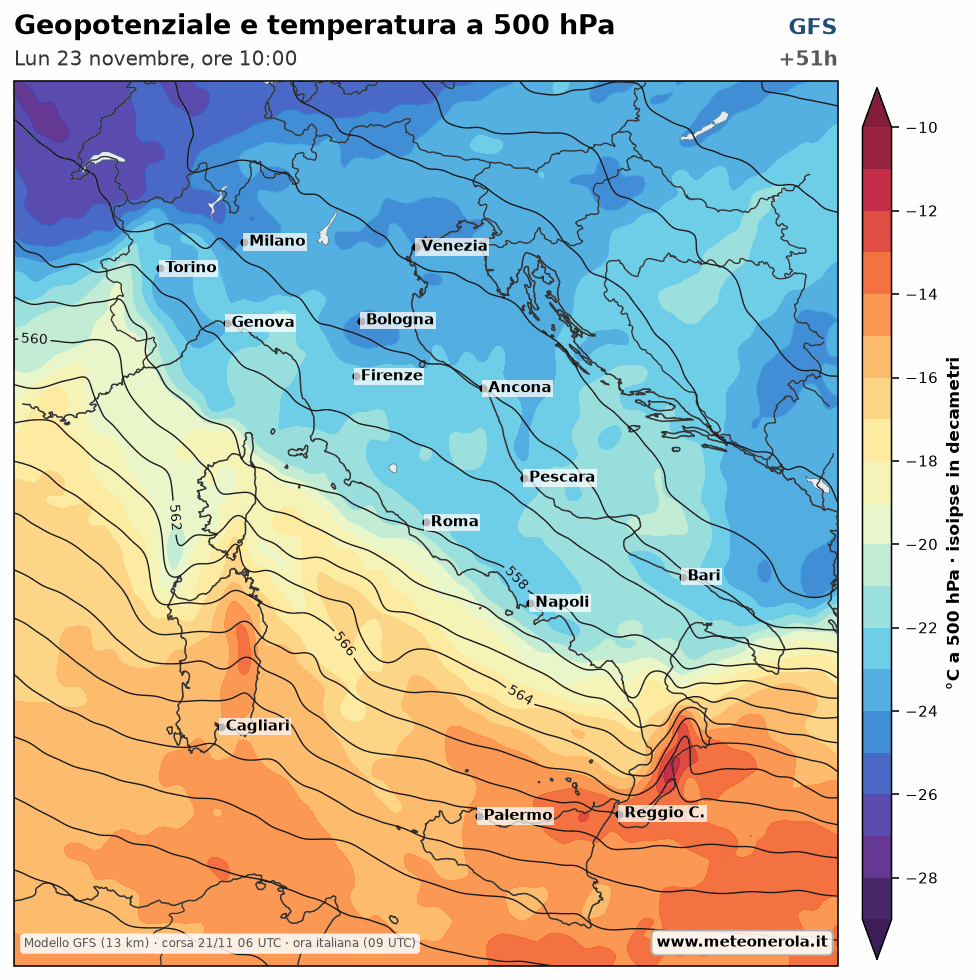 Geopotenziale e temperatura a 500 hPa
GFS
Lun 23 novembre, ore 10:00
+51h
Milano
Venezia
Torino
Genova
Bologna
560
Firenze
Ancona
Pescara
562
Roma
558
Bari
Napoli
566
564
Cagliari
Palermo
Reggio C.
Modello GFS (13 km) · corsa 21/11 06 UTC · ora italiana (09 UTC)
www.meteonerola.it
−10
−12
−14
−16
−18
−20
−22
−24
−26
−28
°C a 500 hPa · isoipse in decametri